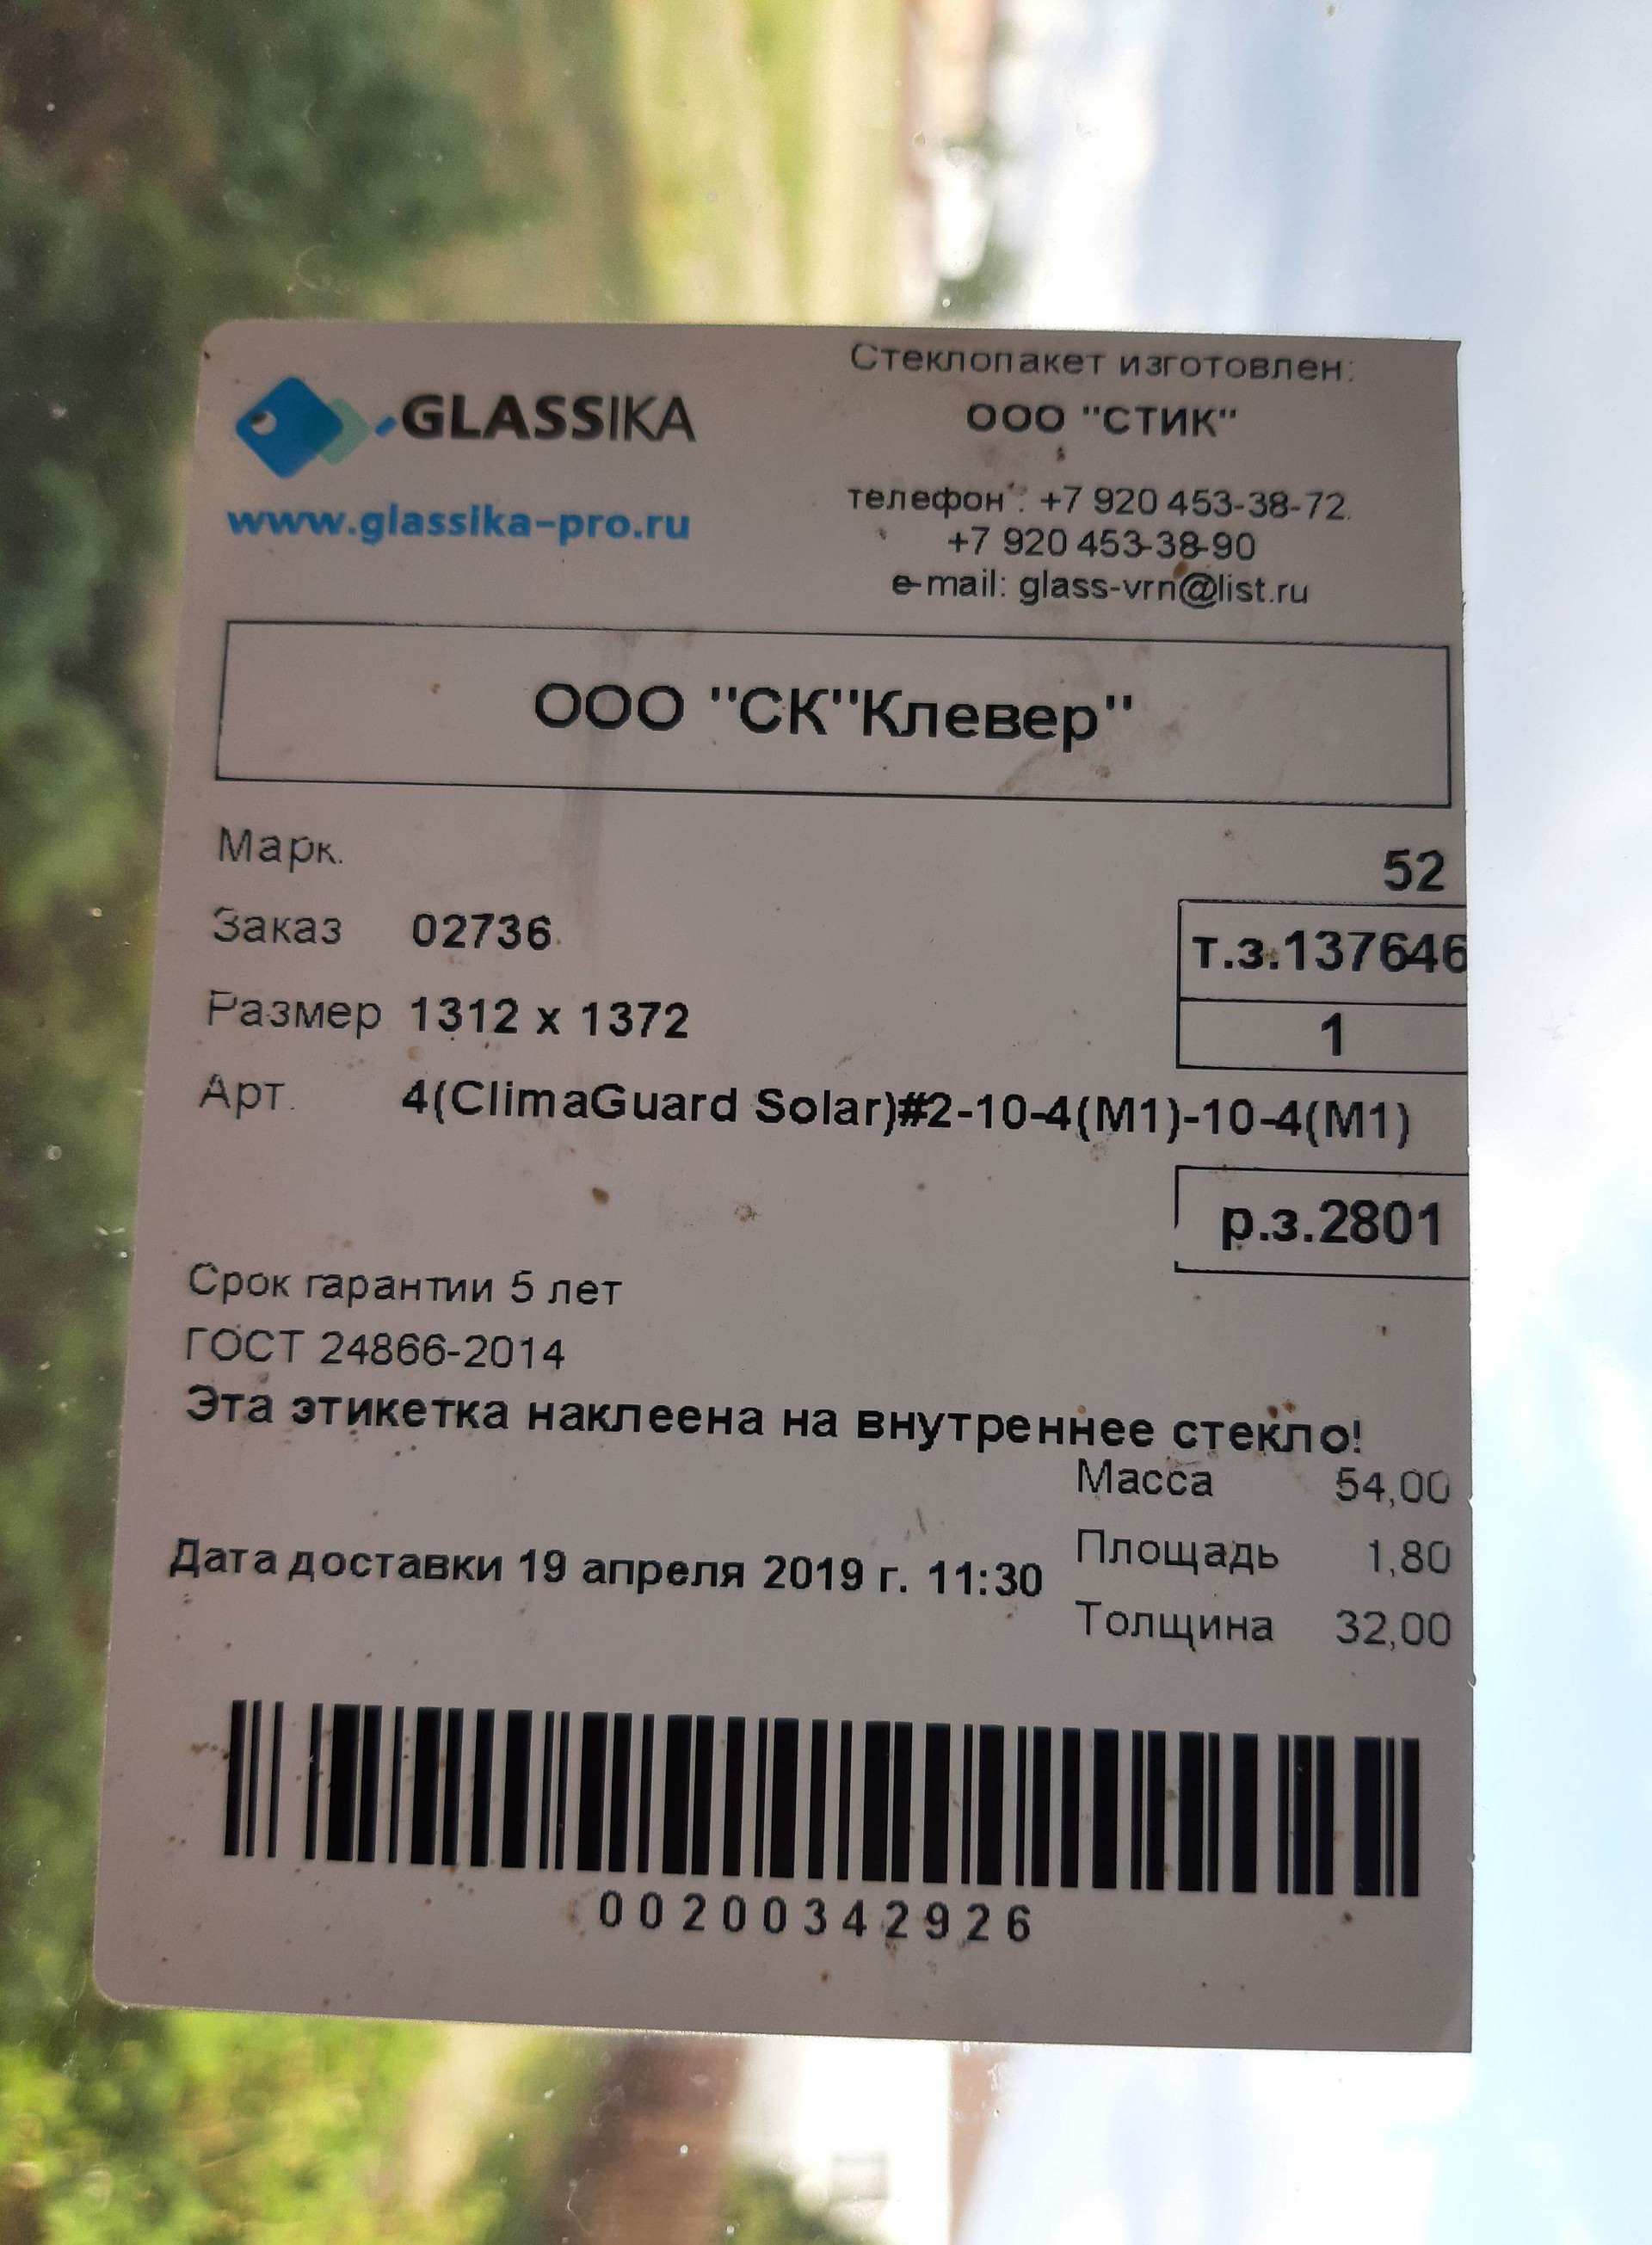 GLASSIKA
www.glassika-pro.ru
Стеклопакет изготовлен:
ООО "СТИК"
телефон : +7 920 453-38-72.
+7 920 453-38-90
e-mail: glass-vrn@list.ru
ООО "СК"Клевер"
Марк.
52
Заказ 02736
т.з.137646
Размер 1312 x 1372
1
Арт. 4(ClimaGuard Solar)#2-10-4(М1)-10-4(М1)
р.з.2801
Срок гарантии 5 лет
ГОСТ 24866-2014
Эта этикетка наклеена на внутреннее стекло!
Масса 54,00
Площадь 1,80
Дата доставки 19 апреля 2019 г. 11:30
Толщина 32,00
00200342926